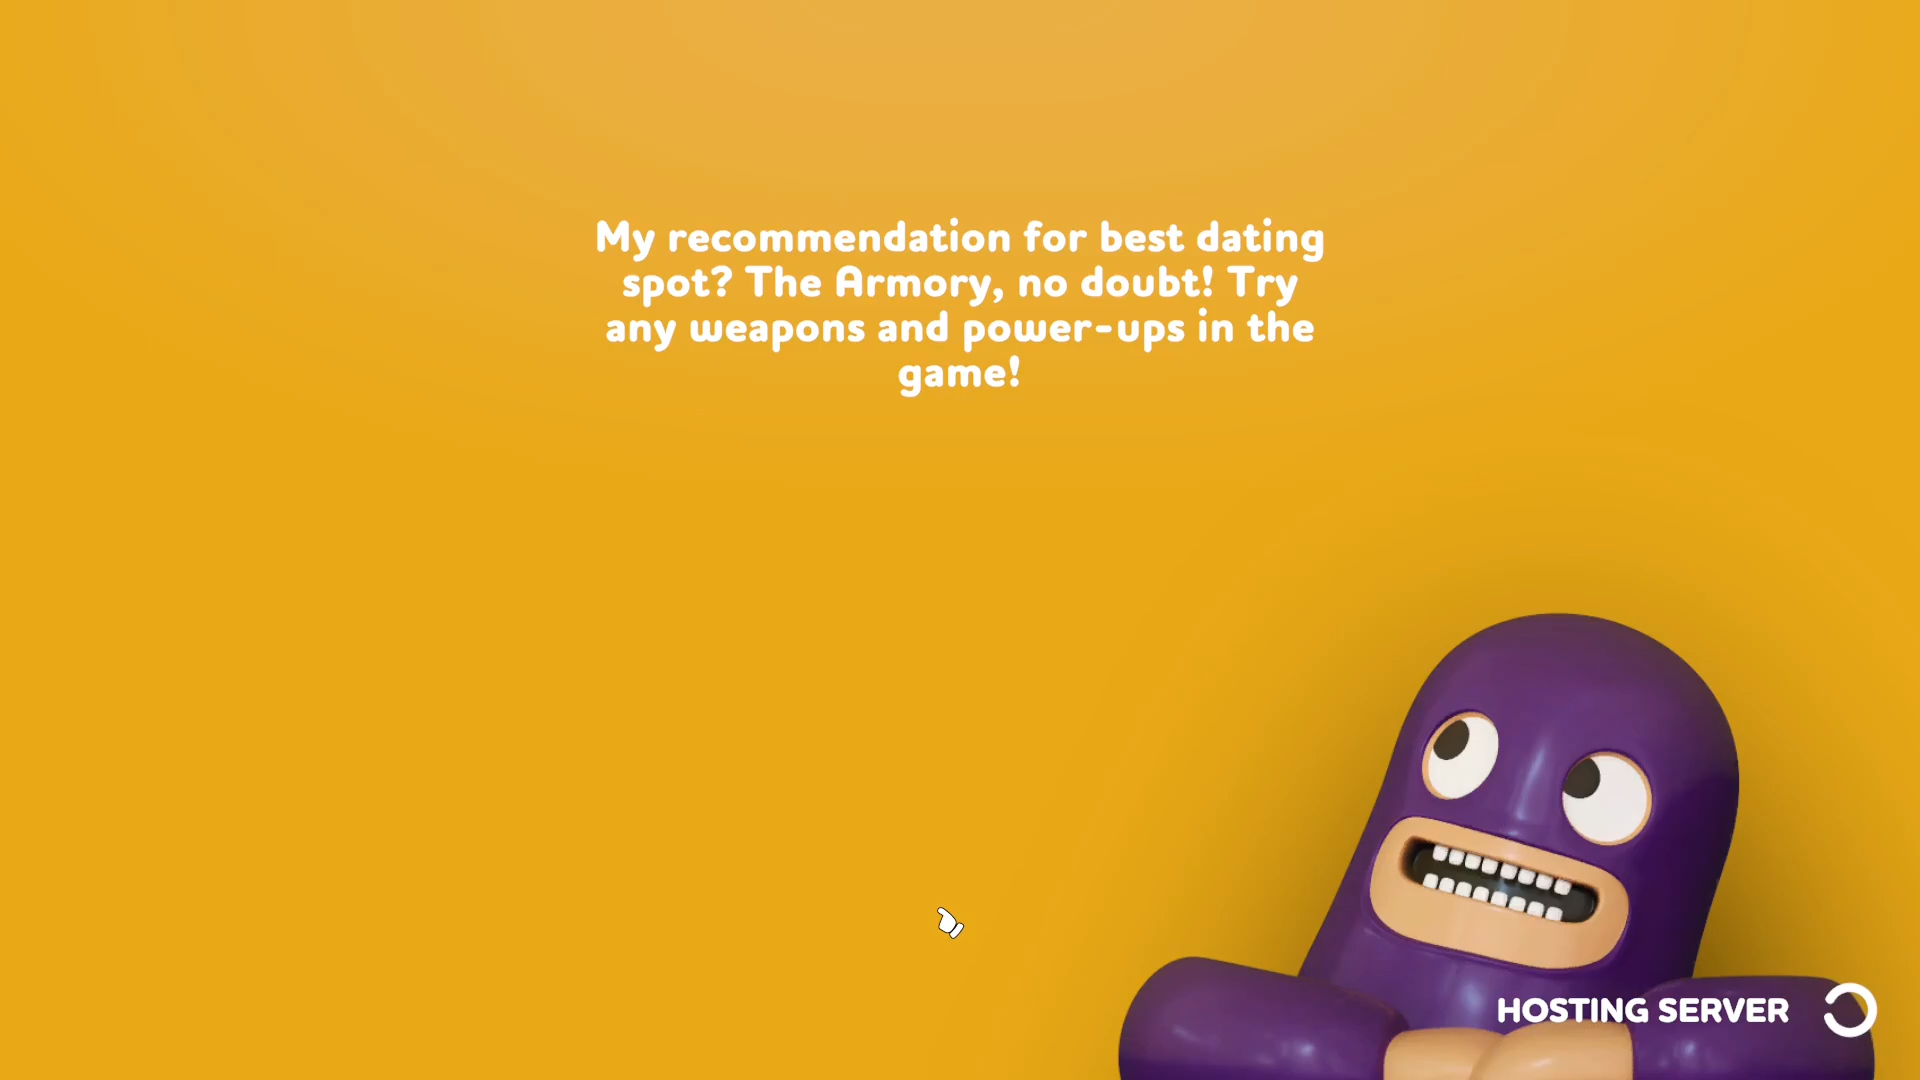 My recommendation for best dating
spot? The Armory, no doubt! Try
any weapons and power-ups in the
game!
HOSTING SERVER